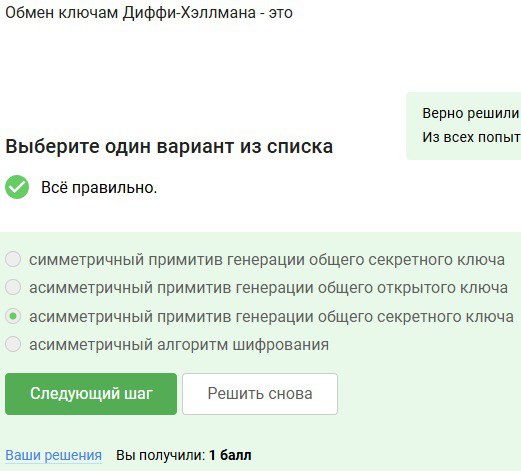 Обмен ключам Диффи-Хэллмана - это
Верно решили
Из всех попыт
Выберите один вариант из списка
Всё правильно.
симметричный примитив генерации общего секретного ключа
асимметричный примитив генерации общего открытого ключа
асимметричный примитив генерации общего секретного ключа
асимметричный алгоритм шифрования
Следующий шаг Решить снова
Ваши решения Вы получили: 1 балл